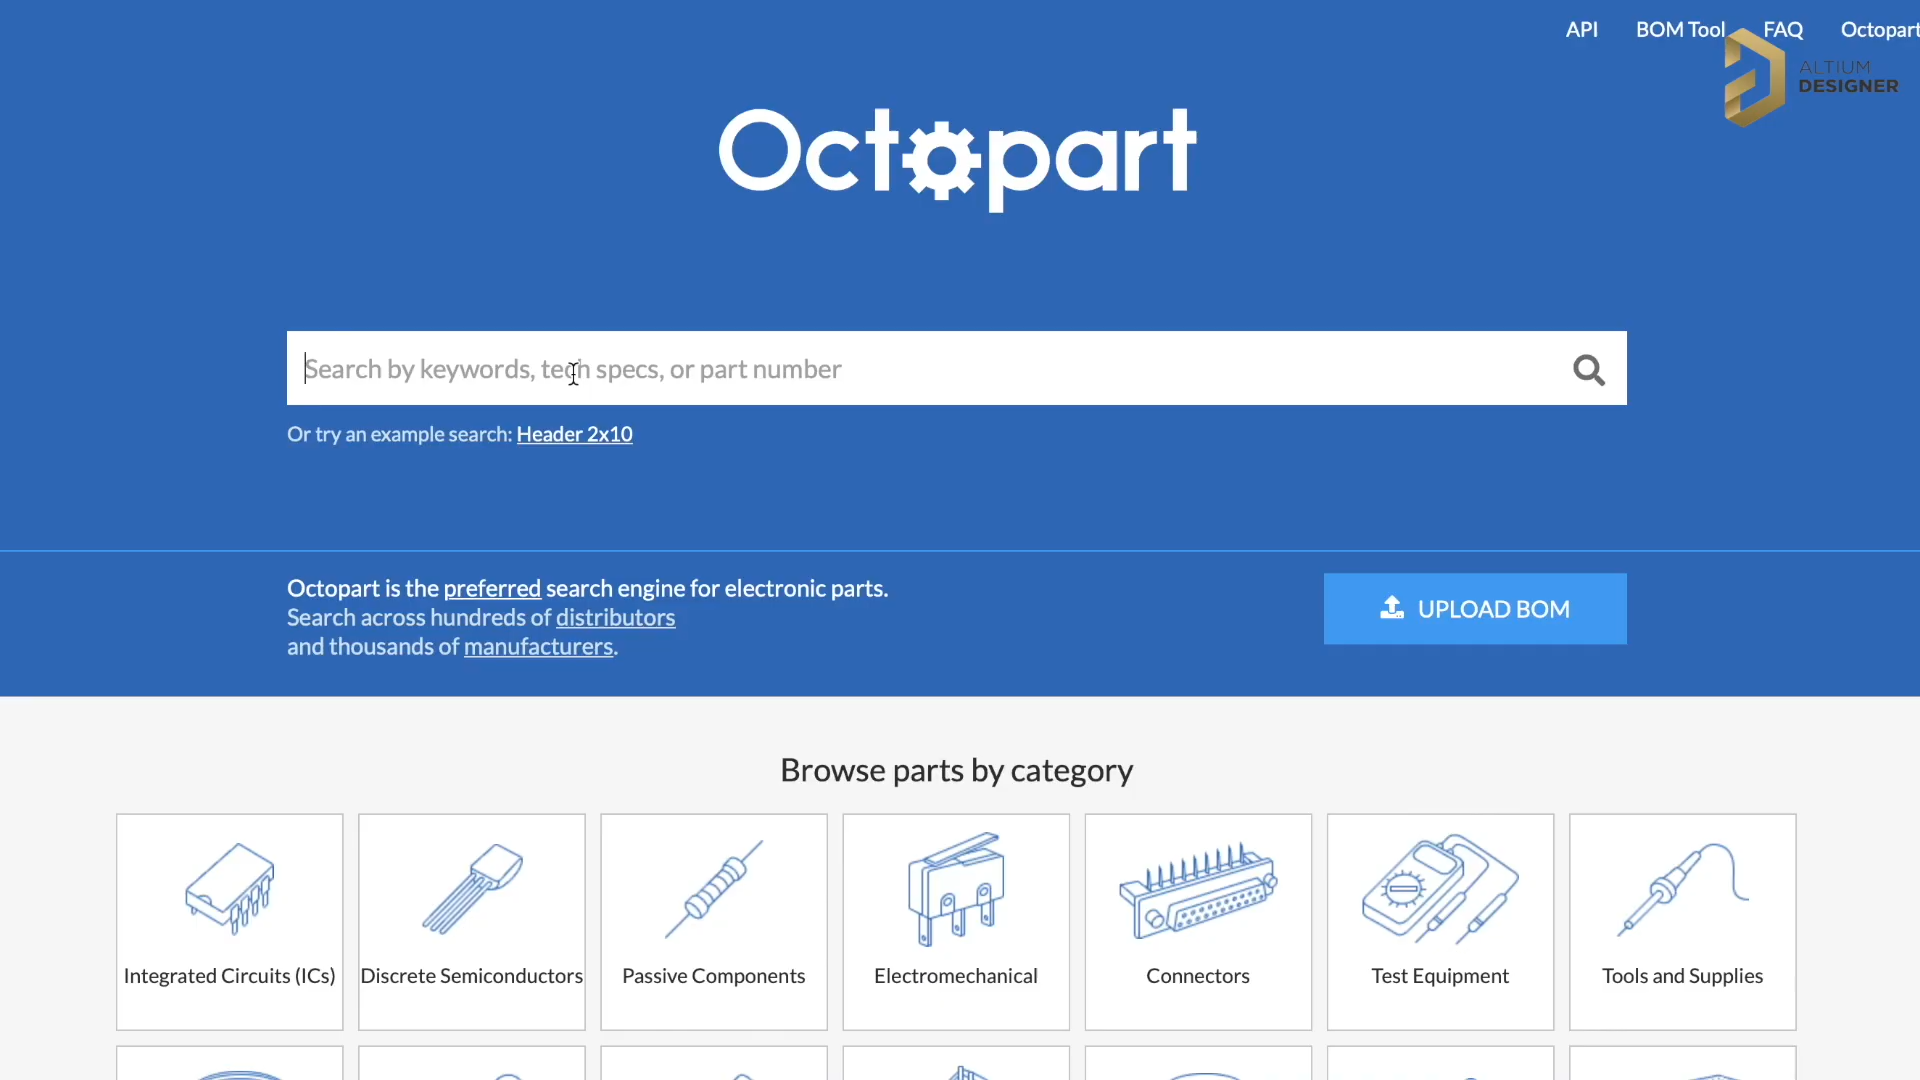 API BOM Tool FAQ Octopart
ALTIUM
DESIGNER
Octopart
Search by keywords, tech specs, or part number
Or try an example search: Header 2x10
Octopart is the preferred search engine for electronic parts.
Search across hundreds of distributors
and thousands of manufacturers.
UPLOAD BOM
Browse parts by category
Integrated Circuits (ICs)
Discrete Semiconductors
Passive Components
Electromechanical
Connectors
Test Equipment
Tools and Supplies